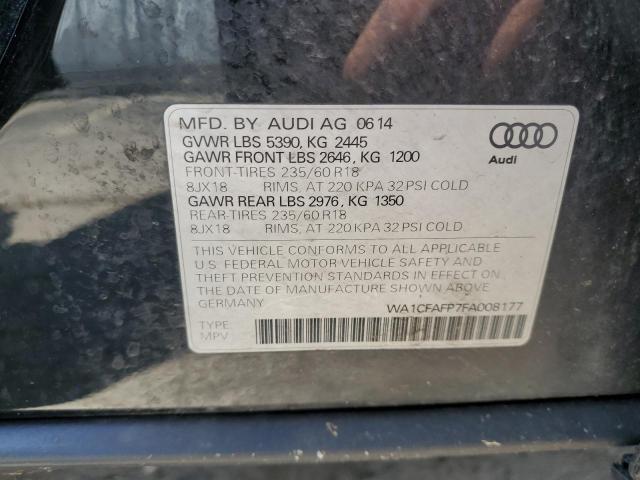 MFD. BY AUDI AG 0614
GVWR LBS 5390, KG 2445
GAWR FRONT LBS 2646, KG 1200
FRONT-TIRES 235/60 R18
8JX18 RIMS, AT 220 KPA 32 PSI COLD
GAWR REAR LBS 2976, KG 1350
REAR-TIRES 235/60 R18
8JX18 RIMS, AT 220 KPA 32 PSI COLD
Audi
THIS VEHICLE CONFORMS TO ALL APPLICABLE
U.S. FEDERAL MOTOR VEHICLE SAFETY AND
THEFT PREVENTION STANDARDS IN EFFECT ON
THE DATE OF MANUFACTURE SHOWN ABOVE.
WA1CFAFP7FA008177
TYPE:
MPV